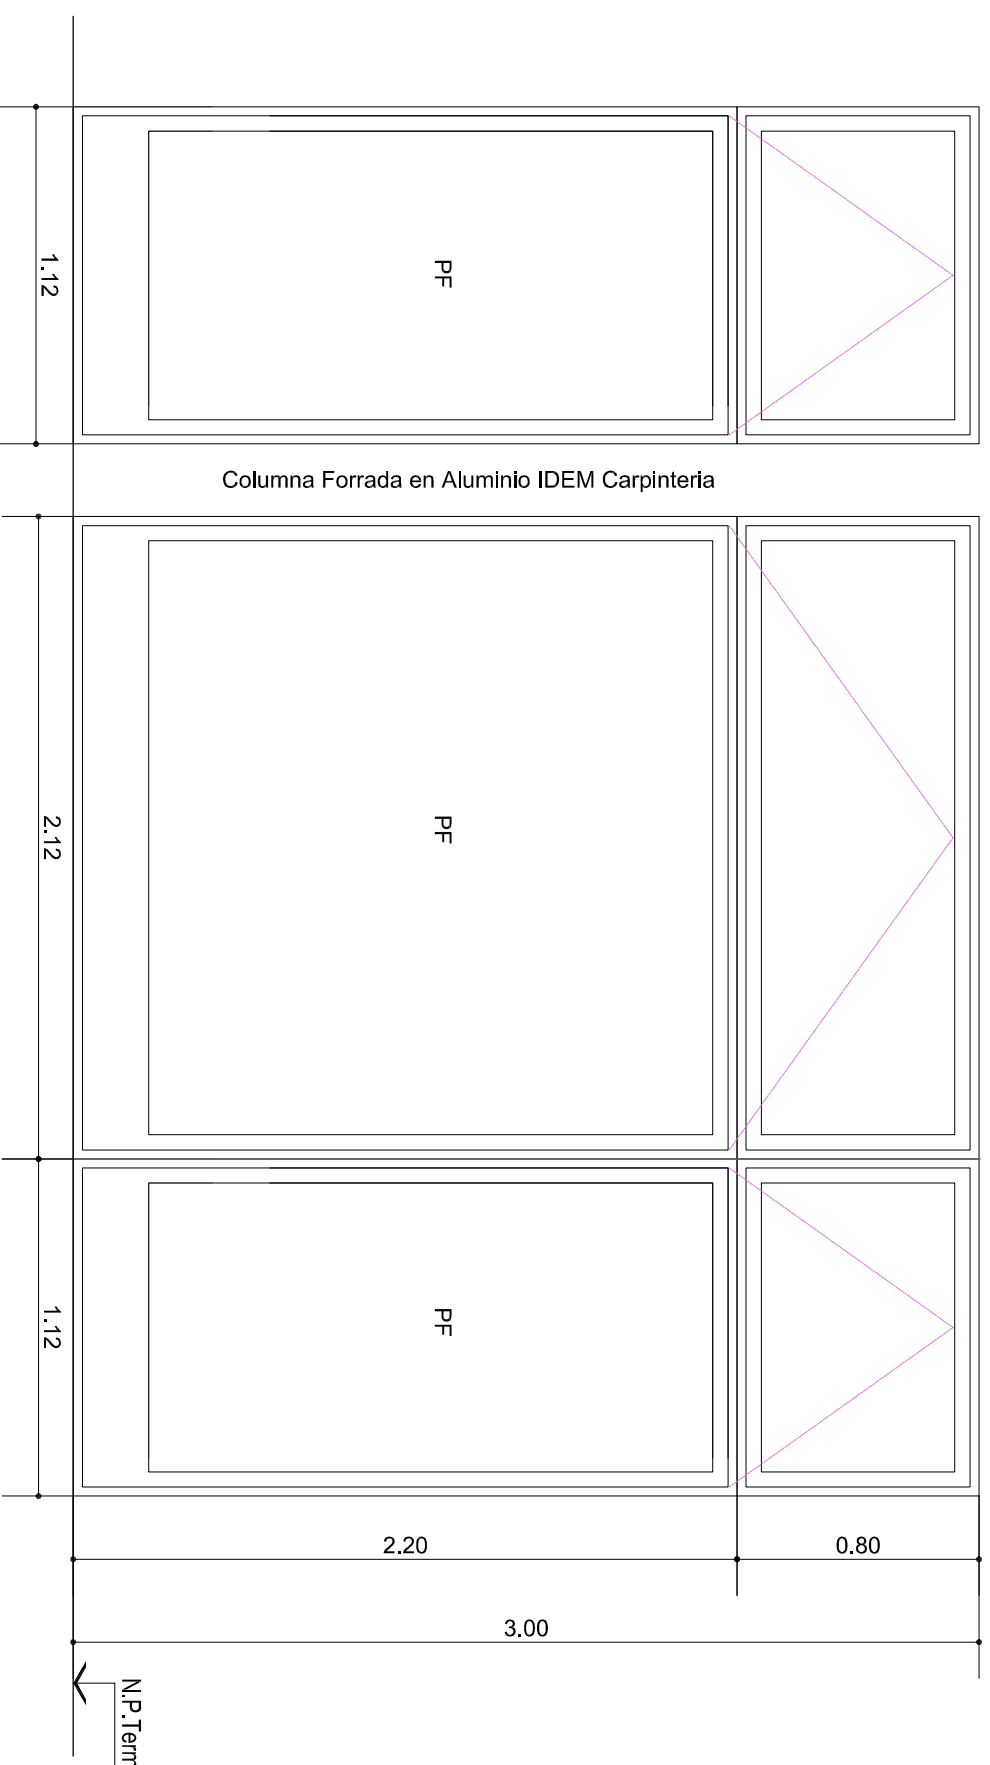 1.12
PF
Columna Forrada en Aluminio IDEM Carpinteria
2.12
PF
1.12
PF
2.20
0.80
3.00
N.P.Term